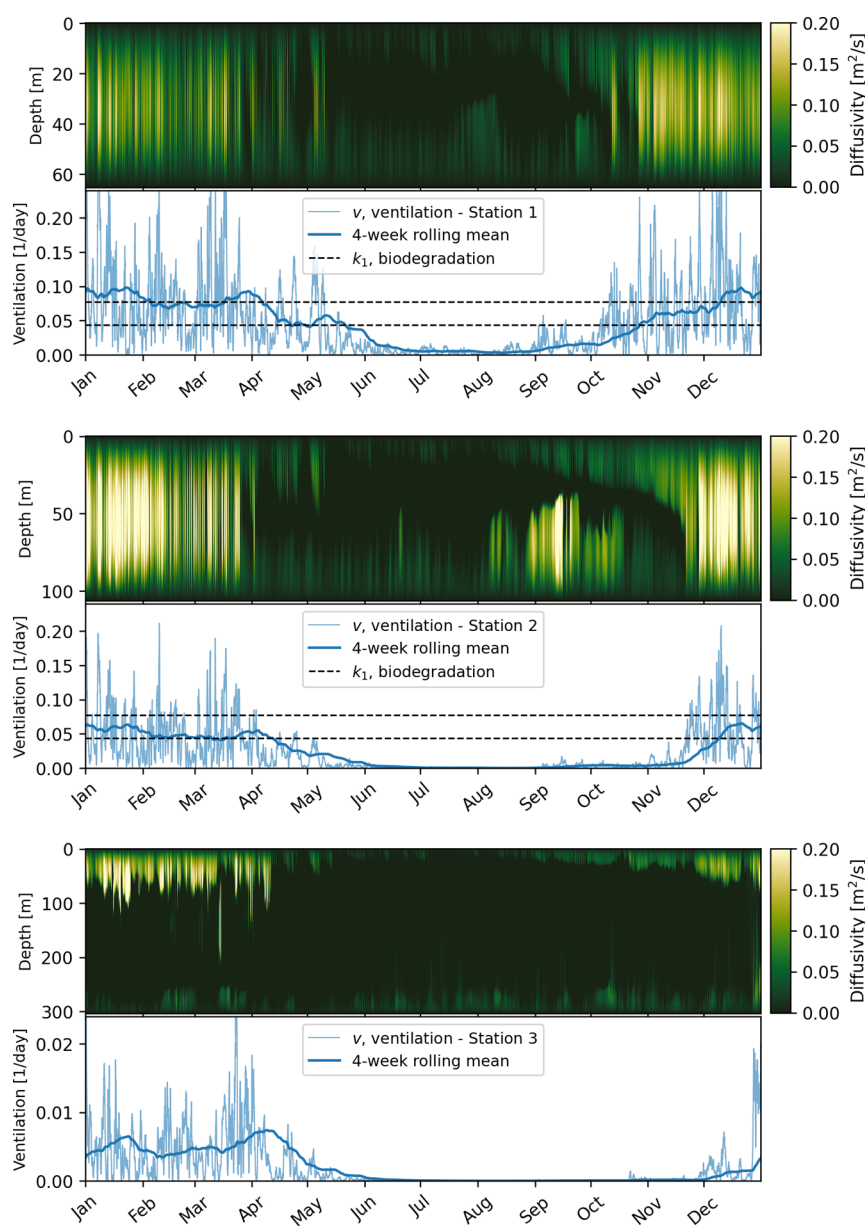 0
20
40
60
Depth [m]
0.20
0.15
0.10
0.05
0.00
Diffusivity [m²/s]
0.20
0.15
0.10
0.05
0.00
Ventilation [1/day]
v, ventilation - Station 1
4-week rolling mean
k₁, biodegradation
Jan Feb Mar Apr May Jun Jul Aug Sep Oct Nov Dec
0
50
100
Depth [m]
0.20
0.15
0.10
0.05
0.00
Diffusivity [m²/s]
0.20
0.15
0.10
0.05
0.00
Ventilation [1/day]
v, ventilation - Station 2
4-week rolling mean
k₁, biodegradation
Jan Feb Mar Apr May Jun Jul Aug Sep Oct Nov Dec
0
100
200
300
Depth [m]
0.20
0.15
0.10
0.05
0.00
Diffusivity [m²/s]
0.02
0.01
0.00
Ventilation [1/day]
v, ventilation - Station 3
4-week rolling mean
Jan Feb Mar Apr May Jun Jul Aug Sep Oct Nov Dec